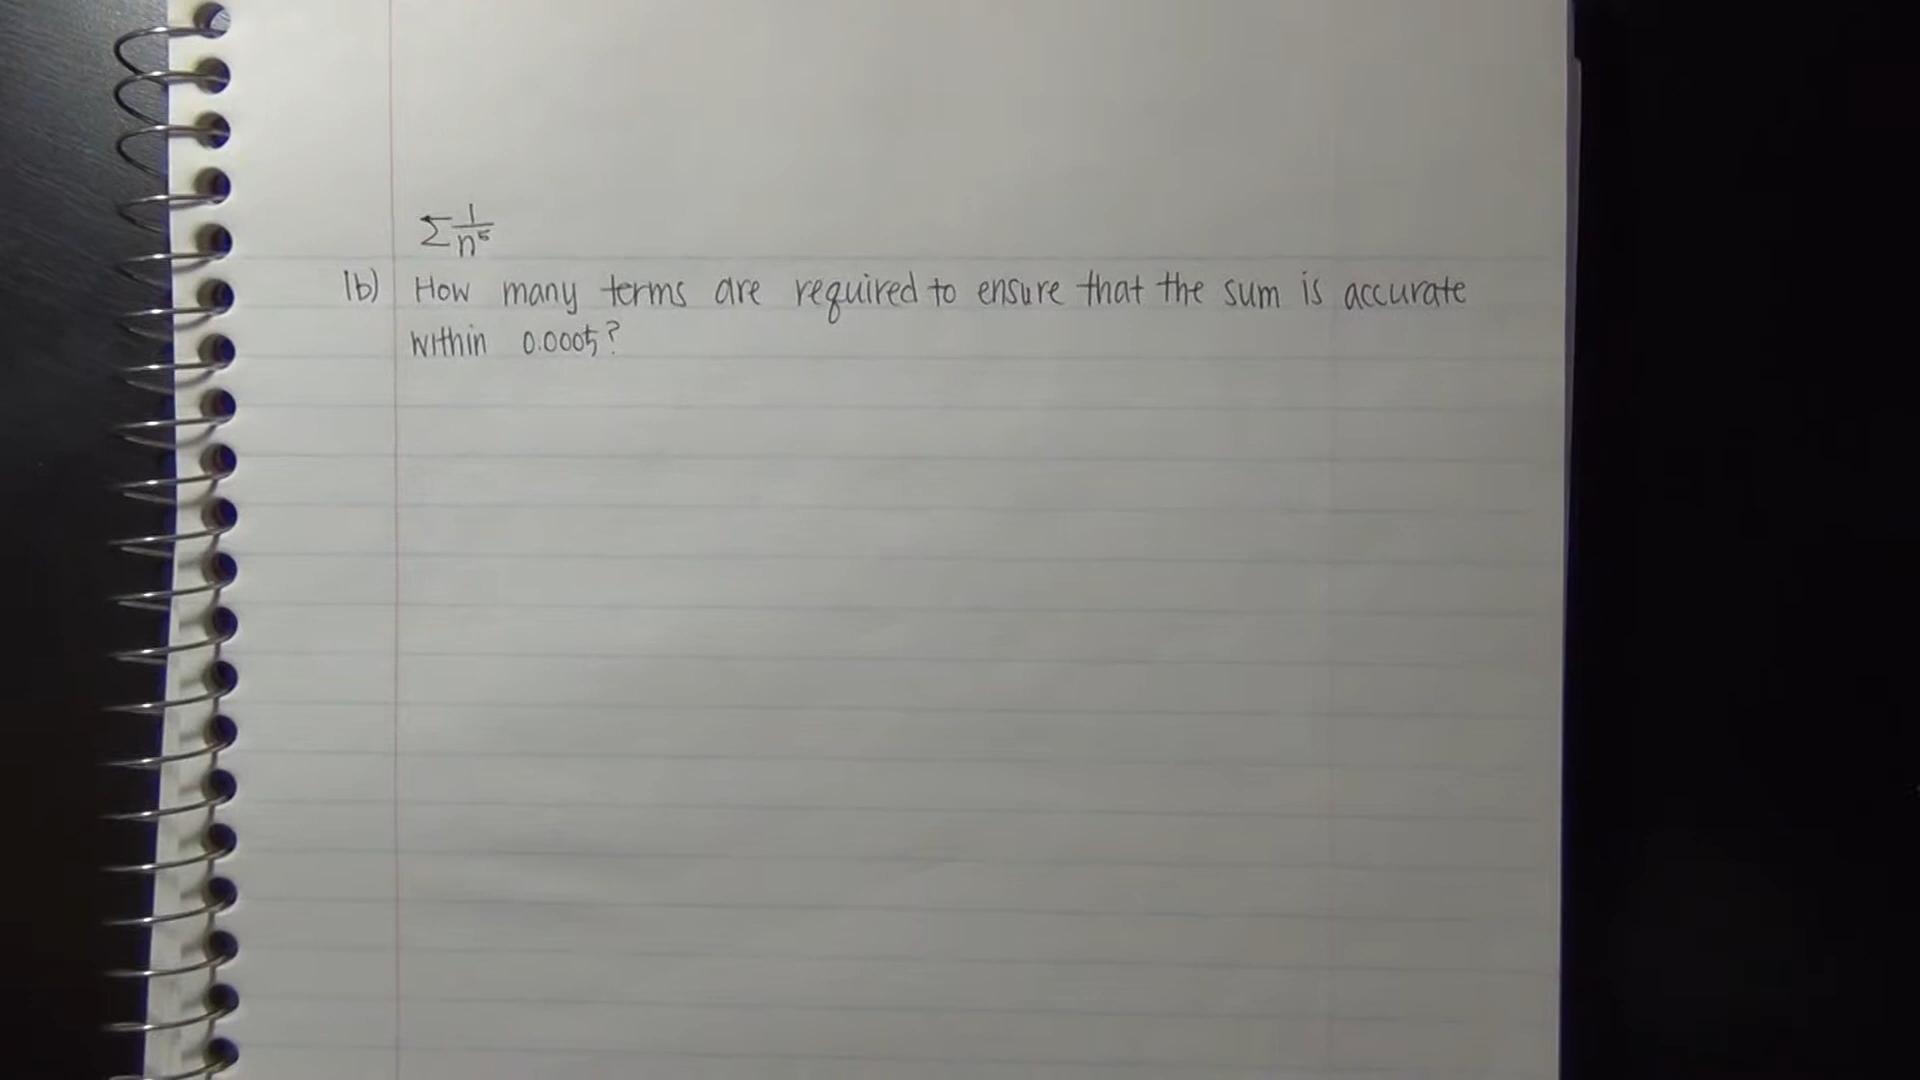 Σ 1/n⁵
1b) How many terms are required to ensure that the sum is accurate
within 0.0005?